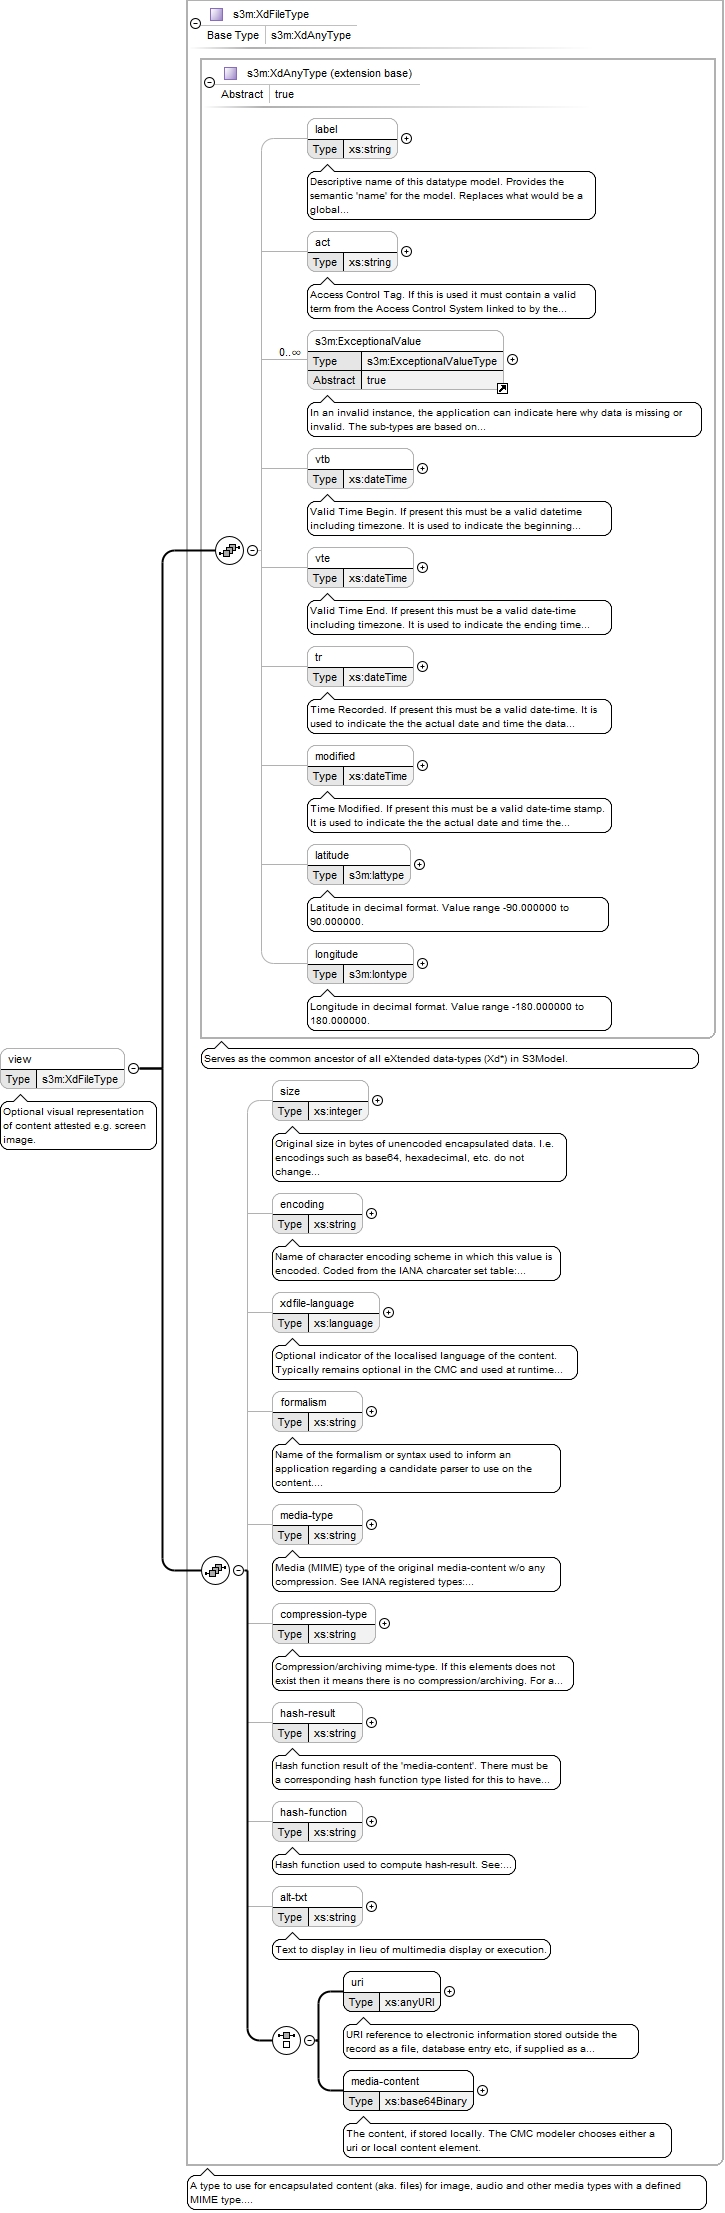 s3m:XdFileType
Base Type s3m:XdAnyType
s3m:XdAnyType (extension base)
Abstract true
label
Type xs:string
Descriptive name of this datatype model. Provides the
semantic 'name' for the model. Replaces what would be a
global...
act
Type xs:string
Access Control Tag. If this is used it must contain a valid
term from the Access Control System linked to by the...
0..∞
s3m:ExceptionalValue
Type s3m:ExceptionalValueType
Abstract true
In an invalid instance, the application can indicate here why data is missing or
invalid. The sub-types are based on...
vtb
Type xs:dateTime
Valid Time Begin. If present this must be a valid datetime
including timezone. It is used to indicate the beginning...
vte
Type xs:dateTime
Valid Time End. If present this must be a valid date-time
including timezone. It is used to indicate the ending time...
tr
Type xs:dateTime
Time Recorded. If present this must be a valid date-time. It is
used to indicate the the actual date and time the data...
modified
Type xs:dateTime
Time Modified. If present this must be a valid date-time stamp.
It is used to indicate the the actual date and time the...
latitude
Type s3m:lattype
Latitude in decimal format. Value range -90.000000 to
90.000000.
longitude
Type s3m:lontype
Longitude in decimal format. Value range -180.000000 to
180.000000.
Serves as the common ancestor of all eXtended data-types (Xd*) in S3Model.
view
Type s3m:XdFileType
Optional visual representation
of content attested e.g. screen
image.
size
Type xs:integer
Original size in bytes of unencoded encapsulated data. I.e.
encodings such as base64, hexadecimal, etc. do not
change...
encoding
Type xs:string
Name of character encoding scheme in which this value is
encoded. Coded from the IANA charcater set table:...
xdfile-language
Type xs:language
Optional indicator of the localised language of the content.
Typically remains optional in the CMC and used at runtime...
formalism
Type xs:string
Name of the formalism or syntax used to inform an
application regarding a candidate parser to use on the
content....
media-type
Type xs:string
Media (MIME) type of the original media-content w/o any
compression. See IANA registered types:...
compression-type
Type xs:string
Compression/archiving mime-type. If this elements does not
exist then it means there is no compression/archiving. For a...
hash-result
Type xs:string
Hash function result of the 'media-content'. There must be
a corresponding hash function type listed for this to have...
hash-function
Type xs:string
Hash function used to compute hash-result. See:...
alt-txt
Type xs:string
Text to display in lieu of multimedia display or execution.
uri
Type xs:anyURI
URI reference to electronic information stored outside the
record as a file, database entry etc, if supplied as a...
media-content
Type xs:base64Binary
The content, if stored locally. The CMC modeler chooses either a
uri or local content element.
A type to use for encapsulated content (aka. files) for image, audio and other media types with a defined
MIME type....